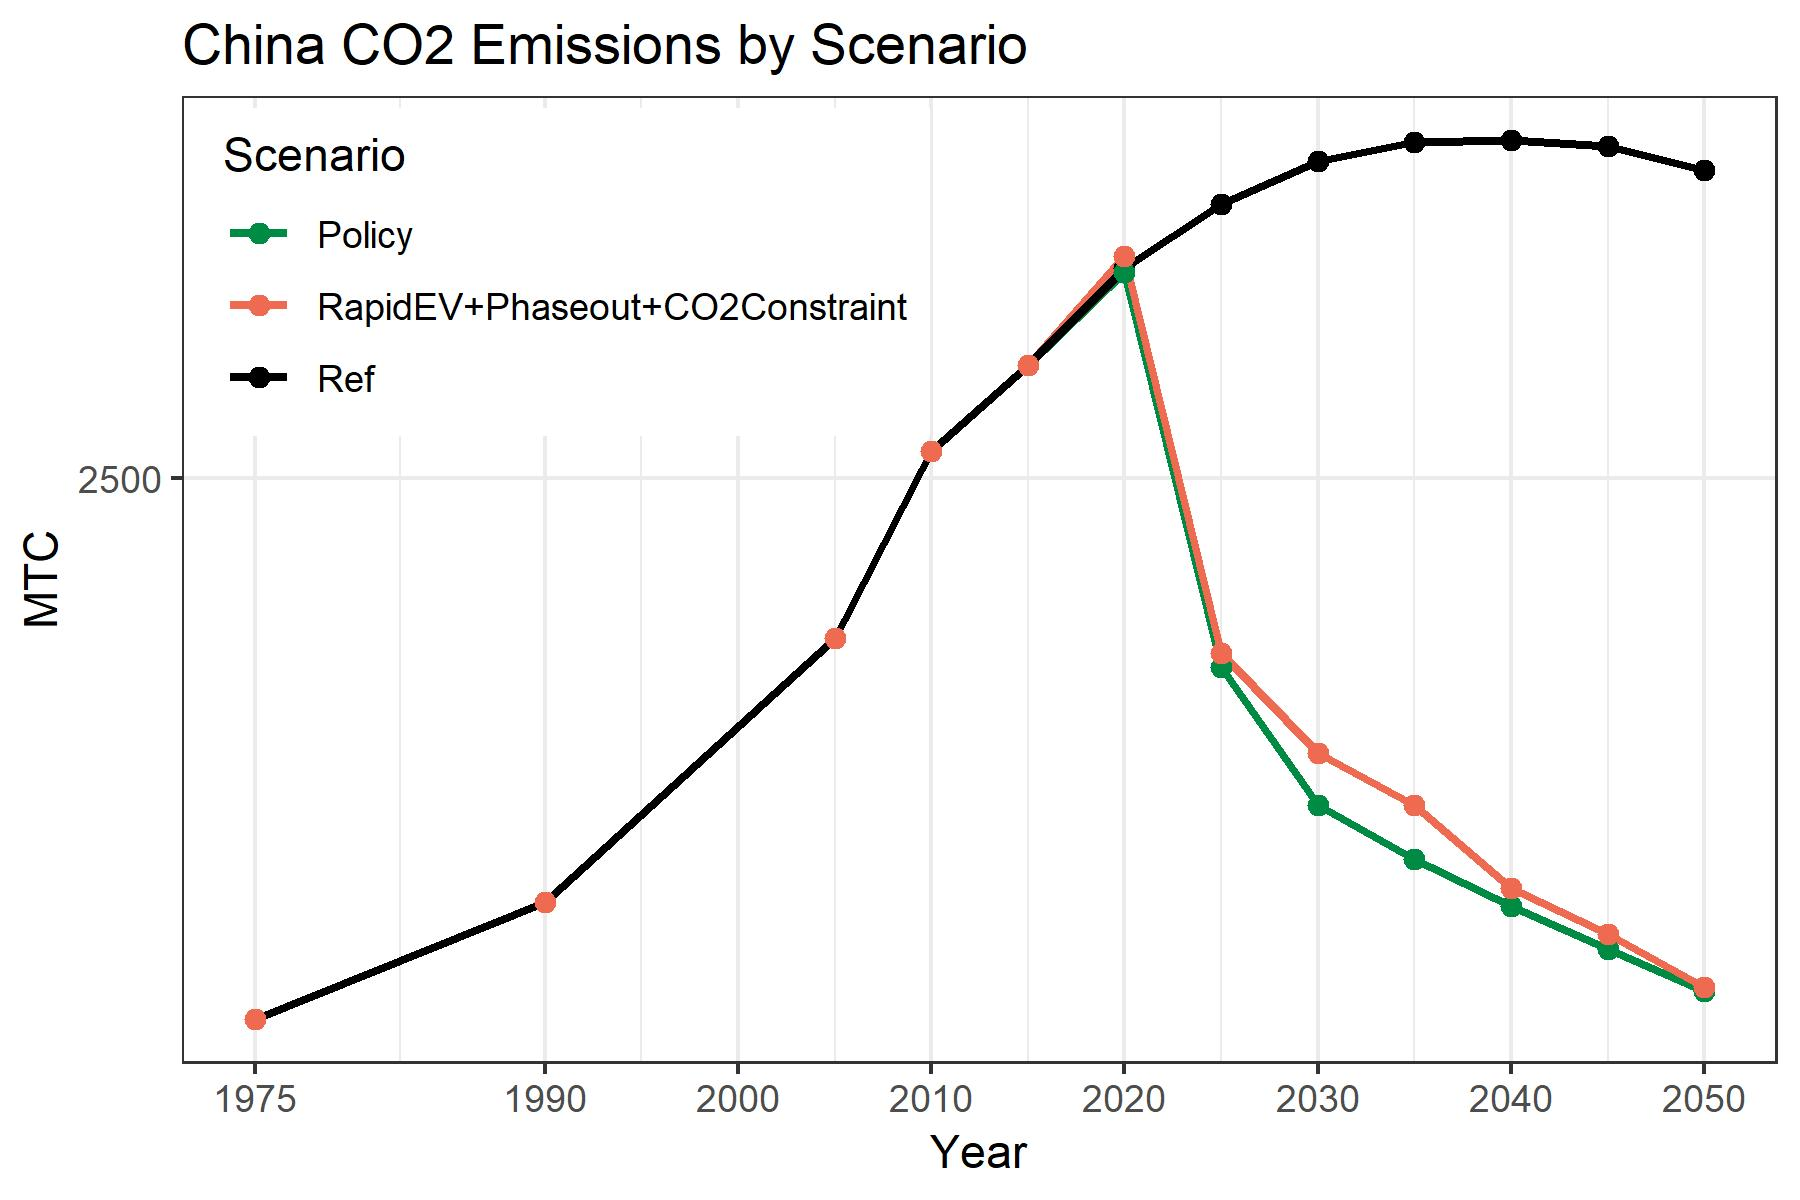 China CO2 Emissions by Scenario
Scenario
Policy
RapidEV+Phaseout+CO2Constraint
Ref
2500
MTC
1975 1990 2000 2010 2020 2030 2040 2050
Year